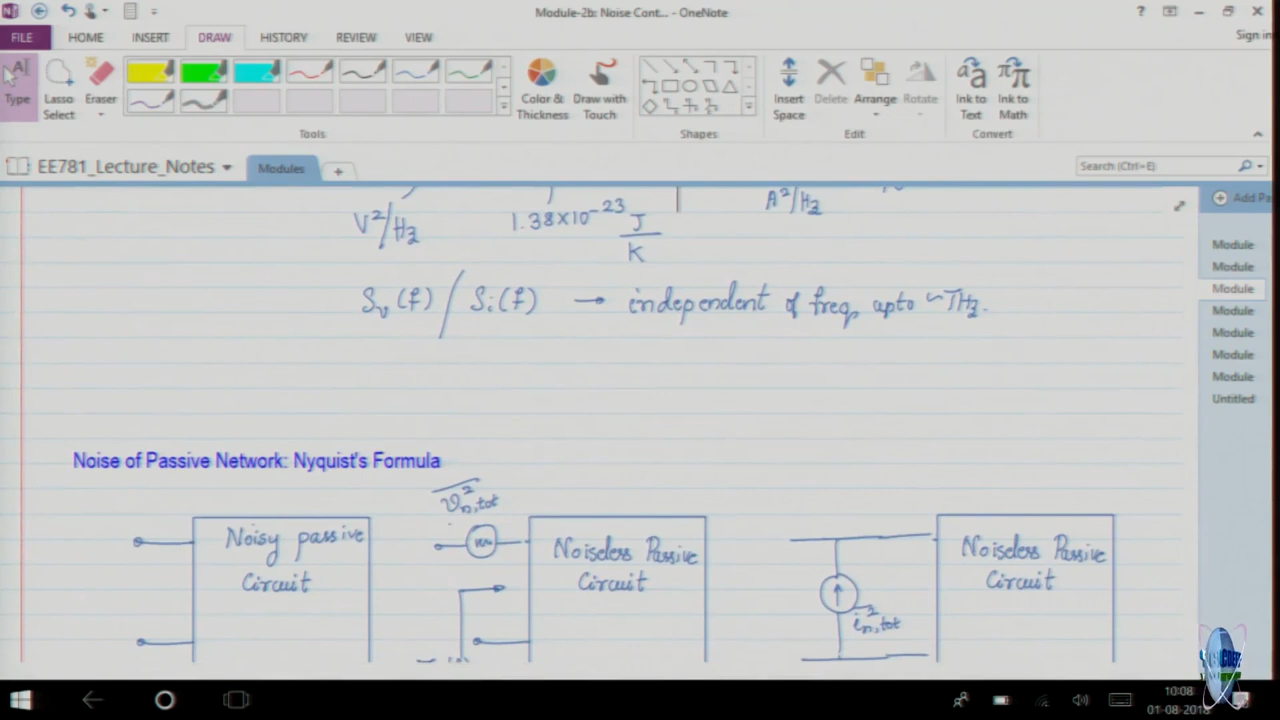 Module-2b: Noise Cont... - OneNote
? Sign in
FILE HOME INSERT DRAW HISTORY REVIEW VIEW
Type Lasso Select Eraser Color & Thickness Draw with Touch Insert Space Delete Arrange Rotate Ink to Text Ink to Math
Tools Shapes Edit Convert
EE781_Lecture_Notes Modules + Search (Ctrl+E)
Add Pa
V²/Hz 1.38×10⁻²³ J/K A²/Hz
Sv(f) / Si(f) → independent of freq. upto ~THz.
Noise of Passive Network: Nyquist's Formula
v²n,tot
Noisy passive Circuit
Noiseless Passive Circuit
Noiseless Passive Circuit
i²n,tot
Module
Module
Module
Module
Module
Module
Module
Untitled
10:08
01-08-2018